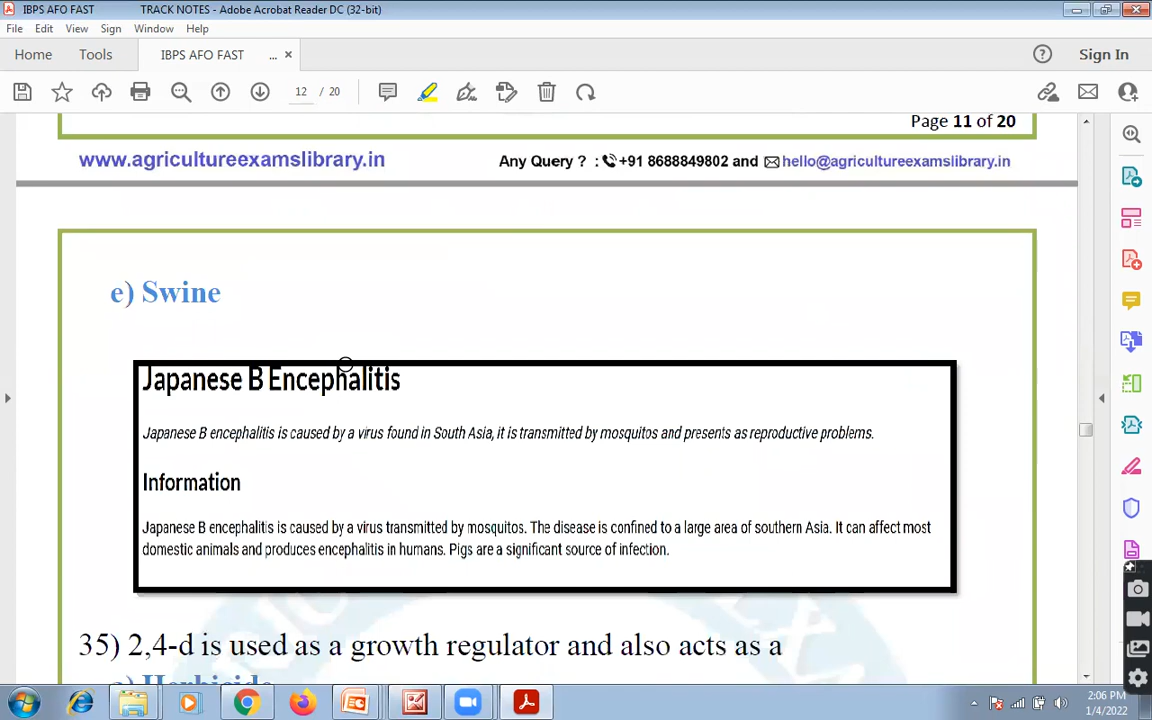 IBPS AFO FAST TRACK NOTES - Adobe Acrobat Reader DC (32-bit)
File Edit View Sign Window Help
Home Tools IBPS AFO FAST ... × Sign In
12 / 20
Page 11 of 20
www.agricultureexamslibrary.in Any Query ? : +91 8688849802 and hello@agricultureexamslibrary.in
e) Swine
Japanese B Encephalitis
Japanese B encephalitis is caused by a virus found in South Asia, it is transmitted by mosquitos and presents as reproductive problems.
Information
Japanese B encephalitis is caused by a virus transmitted by mosquitos. The disease is confined to a large area of southern Asia. It can affect most
domestic animals and produces encephalitis in humans. Pigs are a significant source of infection.
35) 2,4-d is used as a growth regulator and also acts as a
a) Herbicide
2:06 PM
1/4/2022